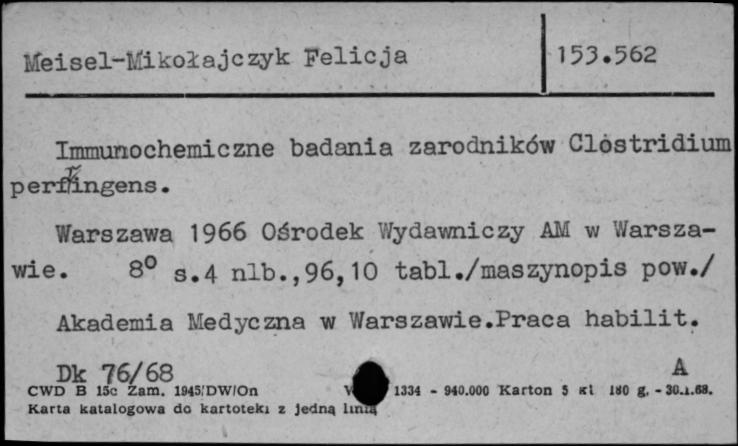 Meisel-Mikołajczyk Felicja 153.562
Immunochemiczne badania zarodników Clostridium
perfringens.
Warszawa 1966 Ośrodek Wydawniczy AM w Warsza-
wie. 8º s.4 nlb.,96,10 tabl./maszynopis pow./
Akademia Medyczna w Warszawie.Praca habilit.
Dk 76/68 A
CWD B 15c Zam. 1945/DW/On 1334 - 940.000 Karton 5 kl 180 g. - 30.1.68.
Karta katalogowa do kartoteki z jedną linią